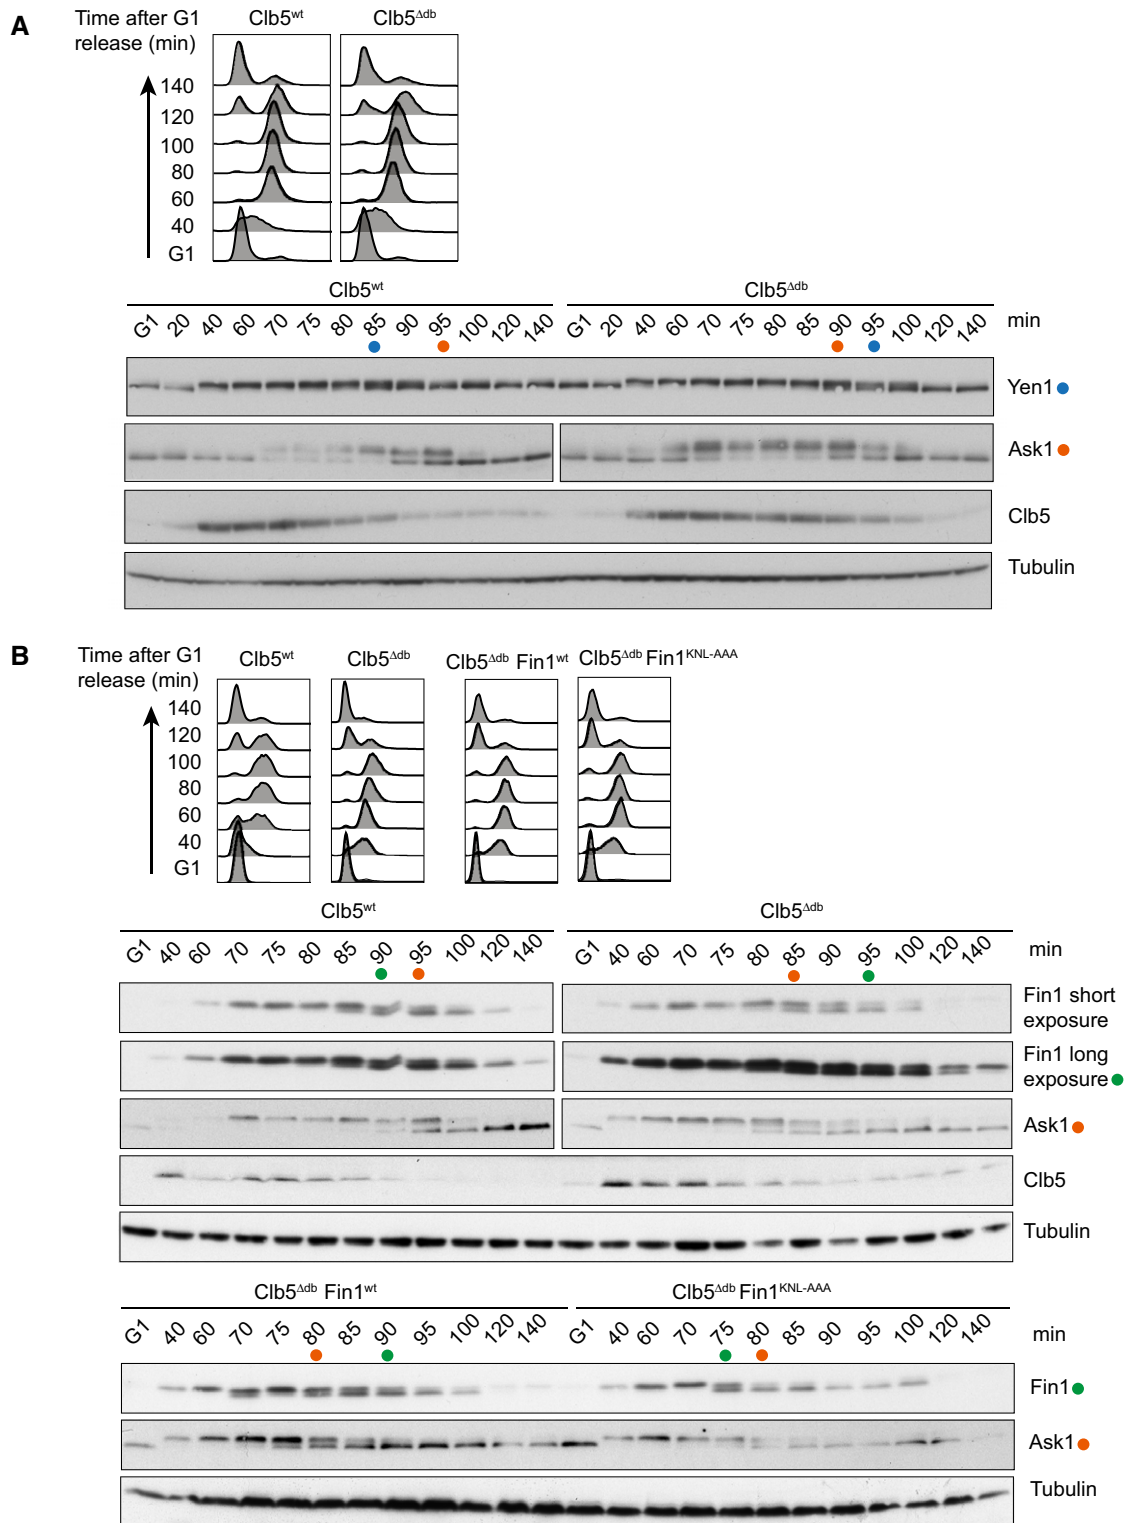 A
Time after G1
release (min)
Clb5wt
Clb5Δdb
140
120
100
80
60
40
G1
Clb5wt
Clb5Δdb
G1 20 40 60 70 75 80 85 90 95 100 120 140 G1 20 40 60 70 75 80 85 90 95 100 120 140 min
Yen1
Ask1
Clb5
Tubulin
B
Time after G1
release (min)
Clb5wt
Clb5Δdb
Clb5Δdb Fin1wt
Clb5Δdb Fin1KNL-AAA
140
120
100
80
60
40
G1
Clb5wt
Clb5Δdb
G1 40 60 70 75 80 85 90 95 100 120 140 G1 40 60 70 75 80 85 90 95 100 120 140 min
Fin1 short
exposure
Fin1 long
exposure
Ask1
Clb5
Tubulin
Clb5Δdb Fin1wt
Clb5Δdb Fin1KNL-AAA
G1 40 60 70 75 80 85 90 95 100 120 140 G1 40 60 70 75 80 85 90 95 100 120 140 min
Fin1
Ask1
Tubulin